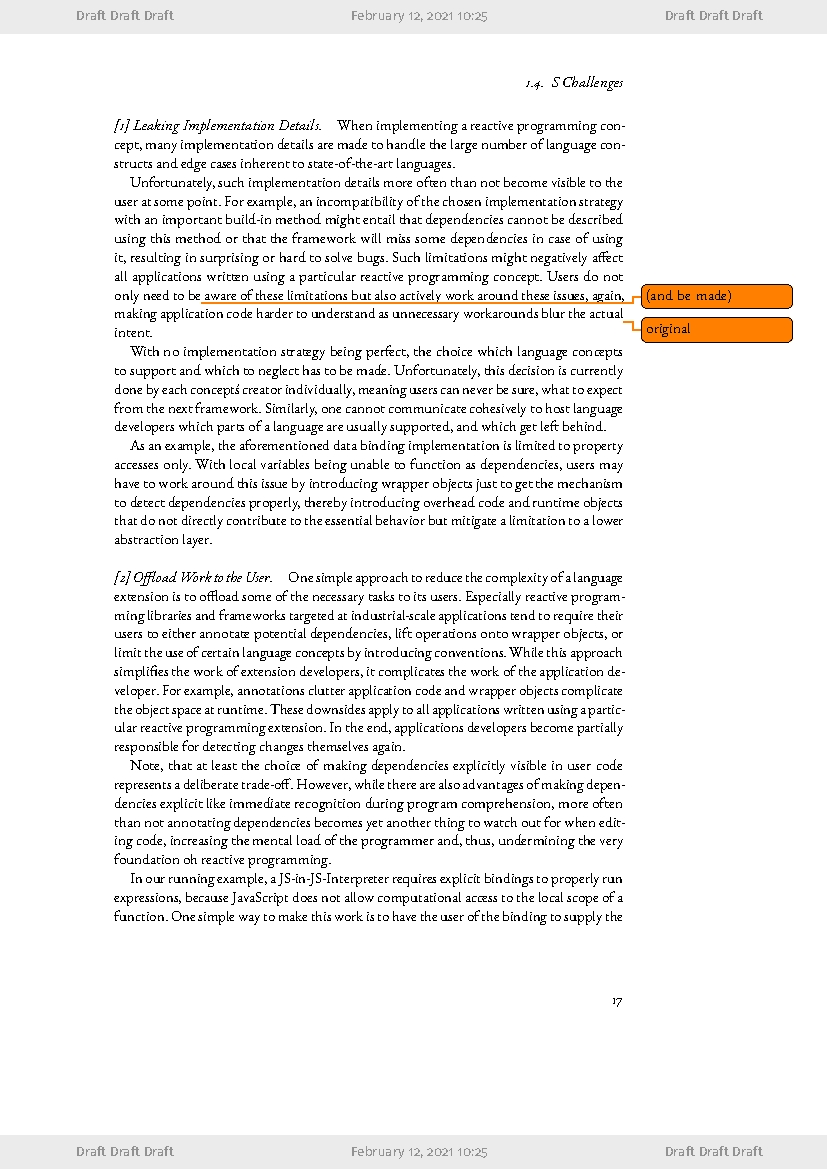 Draft Draft Draft February 12, 2021 10:25 Draft Draft Draft
1.4. S Challenges
[1] Leaking Implementation Details. When implementing a reactive programming con-
cept, many implementation details are made to handle the large number of language con-
structs and edge cases inherent to state-of-the-art languages.
Unfortunately, such implementation details more often than not become visible to the
user at some point. For example, an incompatibility of the chosen implementation strategy
with an important build-in method might entail that dependencies cannot be described
using this method or that the framework will miss some dependencies in case of using
it, resulting in surprising or hard to solve bugs. Such limitations might negatively affect
all applications written using a particular reactive programming concept. Users do not
only need to be aware of these limitations but also actively work around these issues, again,
(and be made)
making application code harder to understand as unnecessary workarounds blur the actual
original
intent.
With no implementation strategy being perfect, the choice which language concepts
to support and which to neglect has to be made. Unfortunately, this decision is currently
done by each concept́s creator individually, meaning users can never be sure, what to expect
from the next framework. Similarly, one cannot communicate cohesively to host language
developers which parts of a language are usually supported, and which get left behind.
As an example, the aforementioned data binding implementation is limited to property
accesses only. With local variables being unable to function as dependencies, users may
have to work around this issue by introducing wrapper objects just to get the mechanism
to detect dependencies properly, thereby introducing overhead code and runtime objects
that do not directly contribute to the essential behavior but mitigate a limitation to a lower
abstraction layer.
[2] Offload Work to the User. One simple approach to reduce the complexity of a language
extension is to offload some of the necessary tasks to its users. Especially reactive program-
ming libraries and frameworks targeted at industrial-scale applications tend to require their
users to either annotate potential dependencies, lift operations onto wrapper objects, or
limit the use of certain language concepts by introducing conventions. While this approach
simplifies the work of extension developers, it complicates the work of the application de-
veloper. For example, annotations clutter application code and wrapper objects complicate
the object space at runtime. These downsides apply to all applications written using a partic-
ular reactive programming extension. In the end, applications developers become partially
responsible for detecting changes themselves again.
Note, that at least the choice of making dependencies explicitly visible in user code
represents a deliberate trade-off. However, while there are also advantages of making depen-
dencies explicit like immediate recognition during program comprehension, more often
than not annotating dependencies becomes yet another thing to watch out for when edit-
ing code, increasing the mental load of the programmer and, thus, undermining the very
foundation oh reactive programming.
In our running example, a JS-in-JS-Interpreter requires explicit bindings to properly run
expressions, because JavaScript does not allow computational access to the local scope of a
function. One simple way to make this work is to have the user of the binding to supply the
17
Draft Draft Draft February 12, 2021 10:25 Draft Draft Draft